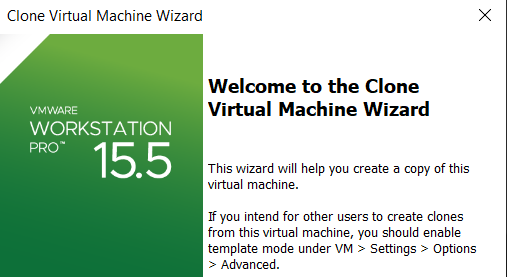 Clone Virtual Machine Wizard
VMWARE
WORKSTATION
PRO™
15.5
Welcome to the Clone
Virtual Machine Wizard
This wizard will help you create a copy of this
virtual machine.
If you intend for other users to create clones
from this virtual machine, you should enable
template mode under VM > Settings > Options
> Advanced.